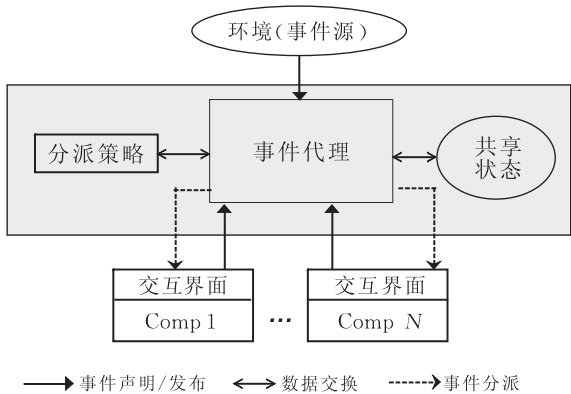 环境(事件源)
分派策略
事件代理
共享
状态
交互界面
Comp 1
...
交互界面
Comp N
事件声明/发布
数据交换
事件分派